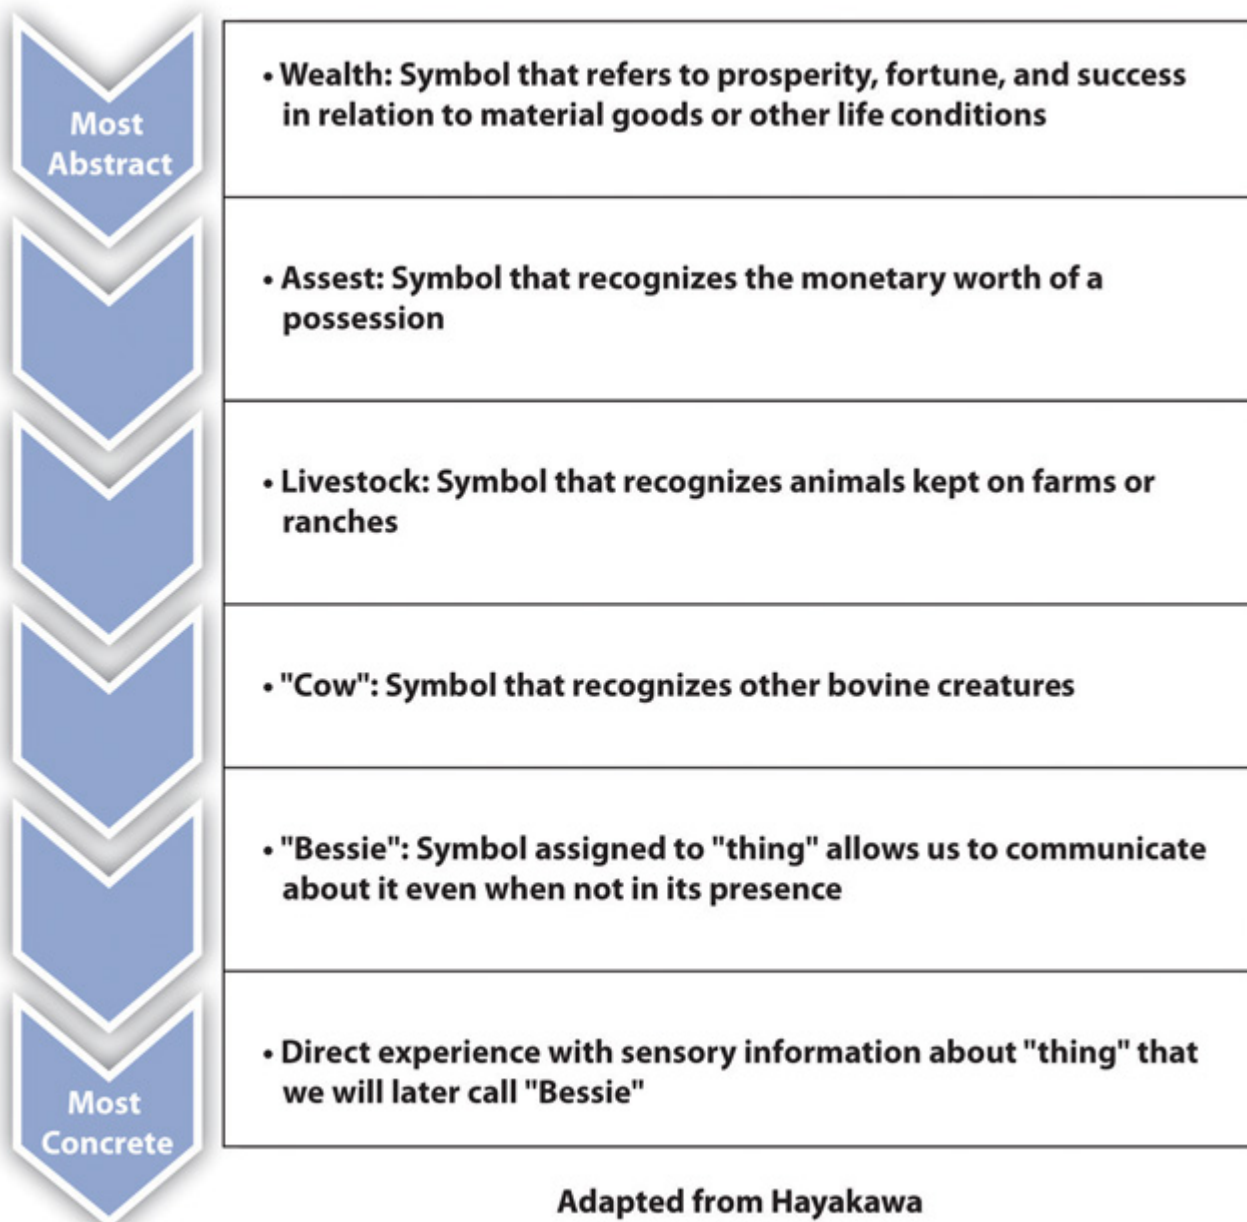 Most
Abstract
• Wealth: Symbol that refers to prosperity, fortune, and success
in relation to material goods or other life conditions
• Assest: Symbol that recognizes the monetary worth of a
possession
• Livestock: Symbol that recognizes animals kept on farms or
ranches
• "Cow": Symbol that recognizes other bovine creatures
• "Bessie": Symbol assigned to "thing" allows us to communicate
about it even when not in its presence
• Direct experience with sensory information about "thing" that
we will later call "Bessie"
Most
Concrete
Adapted from Hayakawa